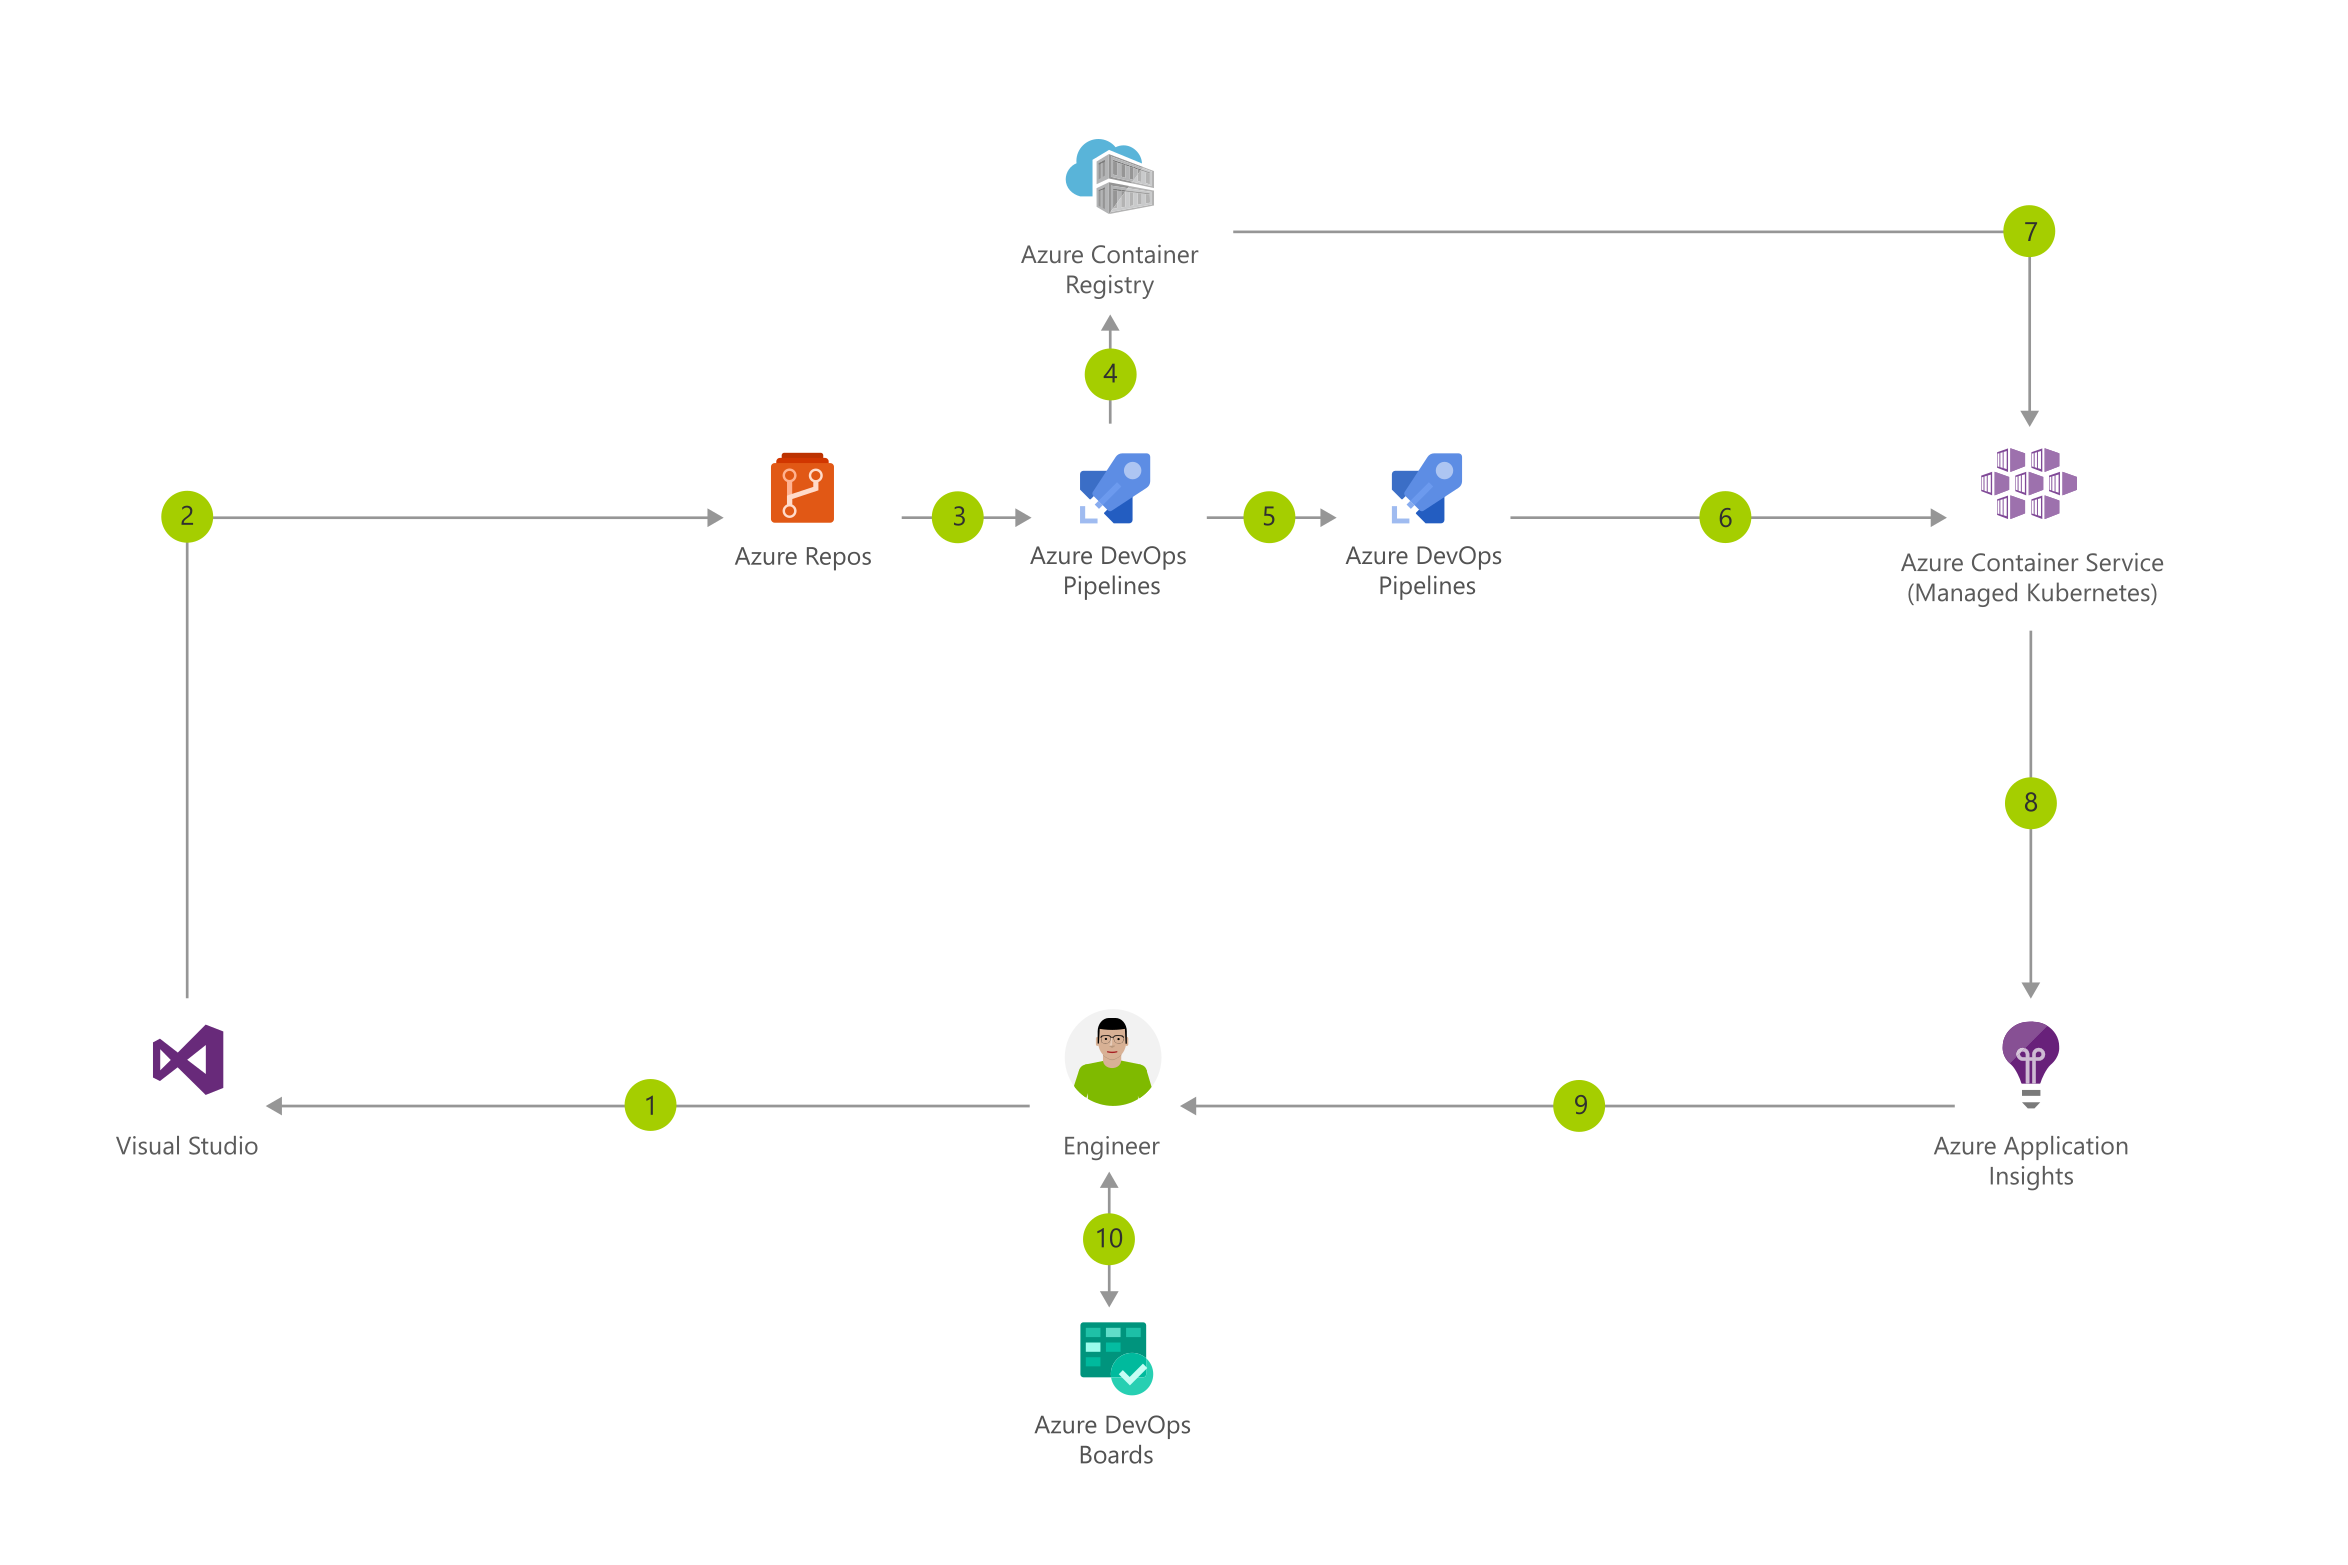 7
Azure Container
Registry
4
2
3
5
6
Azure Repos
Azure DevOps
Pipelines
Azure DevOps
Pipelines
Azure Container Service
(Managed Kubernetes)
8
1
9
Visual Studio
Engineer
Azure Application
Insights
10
Azure DevOps
Boards